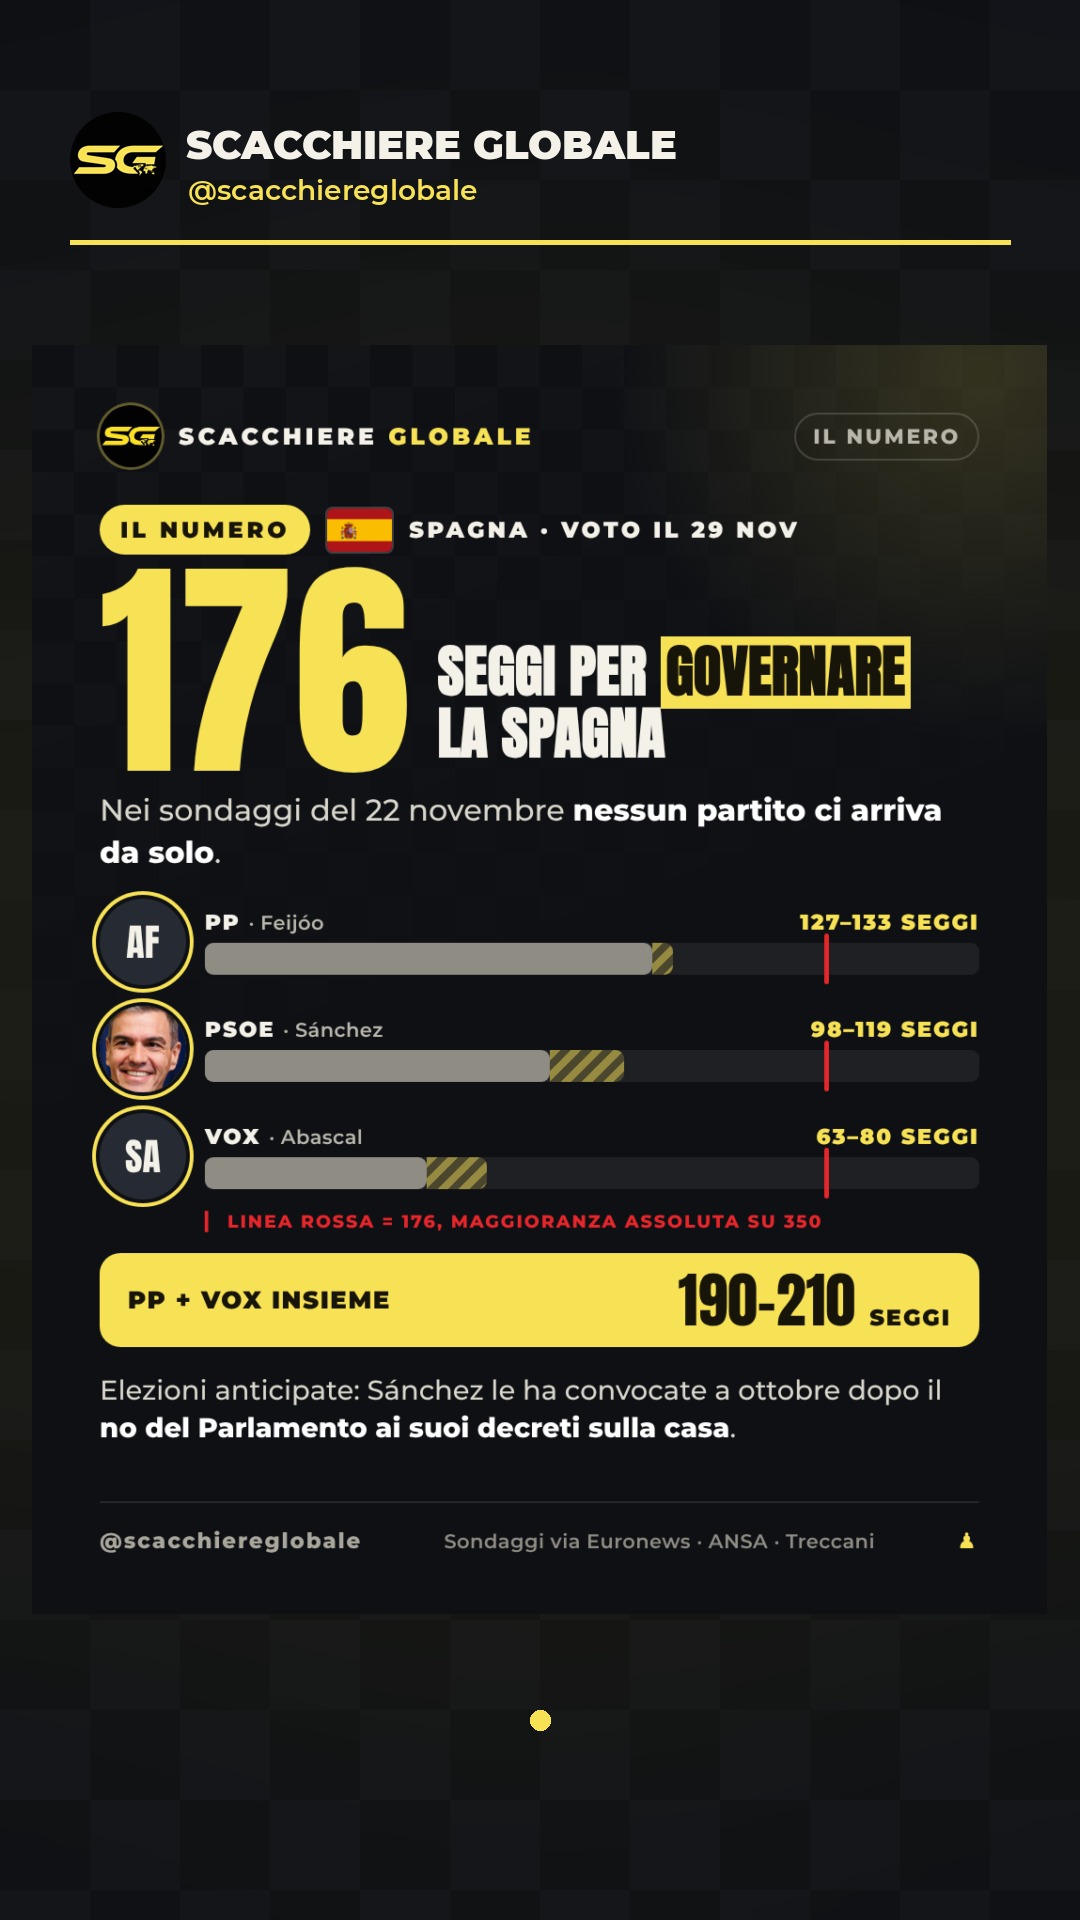 SG
SCACCHIERE GLOBALE
@scacchiereglobale
SG
SCACCHIERE GLOBALE
IL NUMERO
IL NUMERO
SPAGNA · VOTO IL 29 NOV
176
SEGGI PER GOVERNARE
LA SPAGNA
Nei sondaggi del 22 novembre nessun partito ci arriva
da solo.
AF
PP · Feijóo
127–133 SEGGI
PSOE · Sánchez
98–119 SEGGI
SA
VOX · Abascal
63–80 SEGGI
LINEA ROSSA = 176, MAGGIORANZA ASSOLUTA SU 350
PP + VOX INSIEME
190-210 SEGGI
Elezioni anticipate: Sánchez le ha convocate a ottobre dopo il
no del Parlamento ai suoi decreti sulla casa.
@scacchiereglobale
Sondaggi via Euronews · ANSA · Treccani